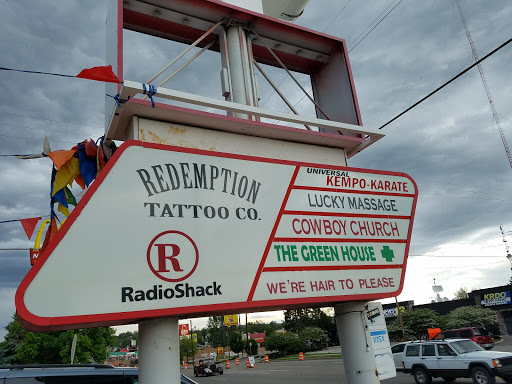 REDEMPTION
TATTOO CO.
R
RadioShack
UNIVERSAL
KEMPO-KARATE
LUCKY MASSAGE
COWBOY CHURCH
THE GREEN HOUSE
WE'RE HAIR TO PLEASE
KRDO